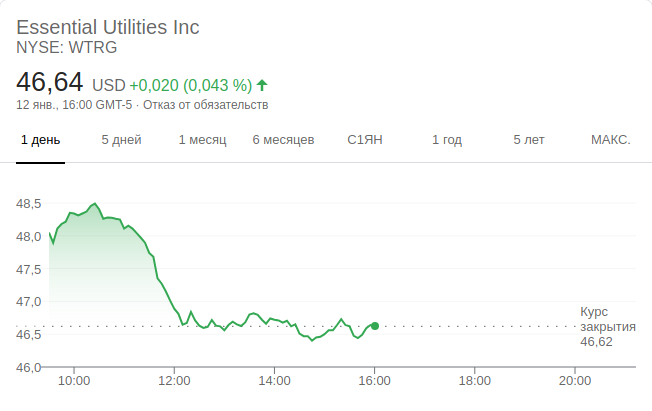 Essential Utilities Inc
NYSE: WTRG
46,64 USD +0,020 (0,043 %)
12 янв., 16:00 GMT-5 · Отказ от обязательств
1 день 5 дней 1 месяц 6 месяцев С1ЯН 1 год 5 лет МАКС.
48,5
48,0
47,5
47,0
46,5
46,0
Курс
закрытия
46,62
10:00 12:00 14:00 16:00 18:00 20:00